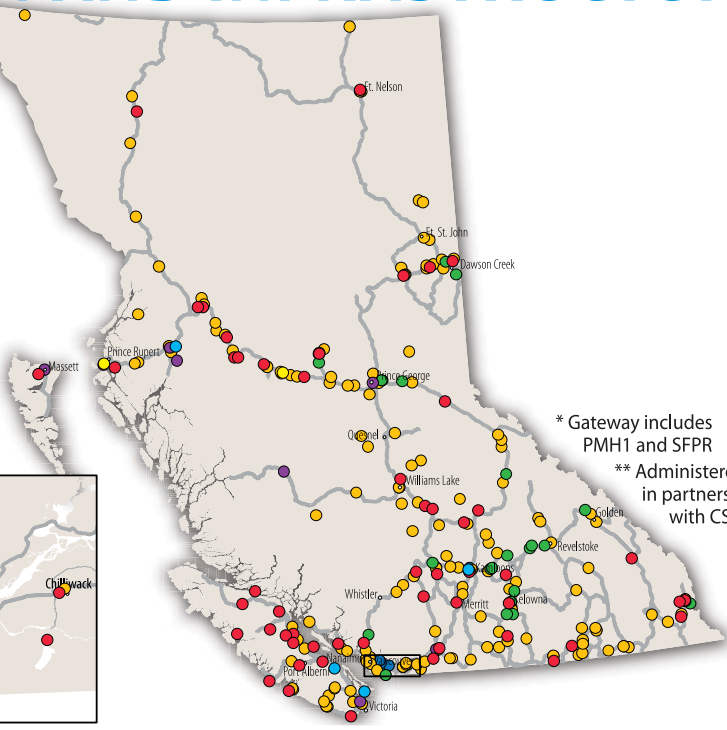 Ft. Nelson
Ft. St. John
Dawson Creek
Prince Rupert
Massett
Prince George
Quesnel
* Gateway includes
PMH1 and SFPR
** Administere
in partners
with CS
Williams Lake
Golden
Revelstoke
Chilliwack
Kamloops
Whistler
Merritt
Kelowna
Nanaimo
Port Alberni
Victoria